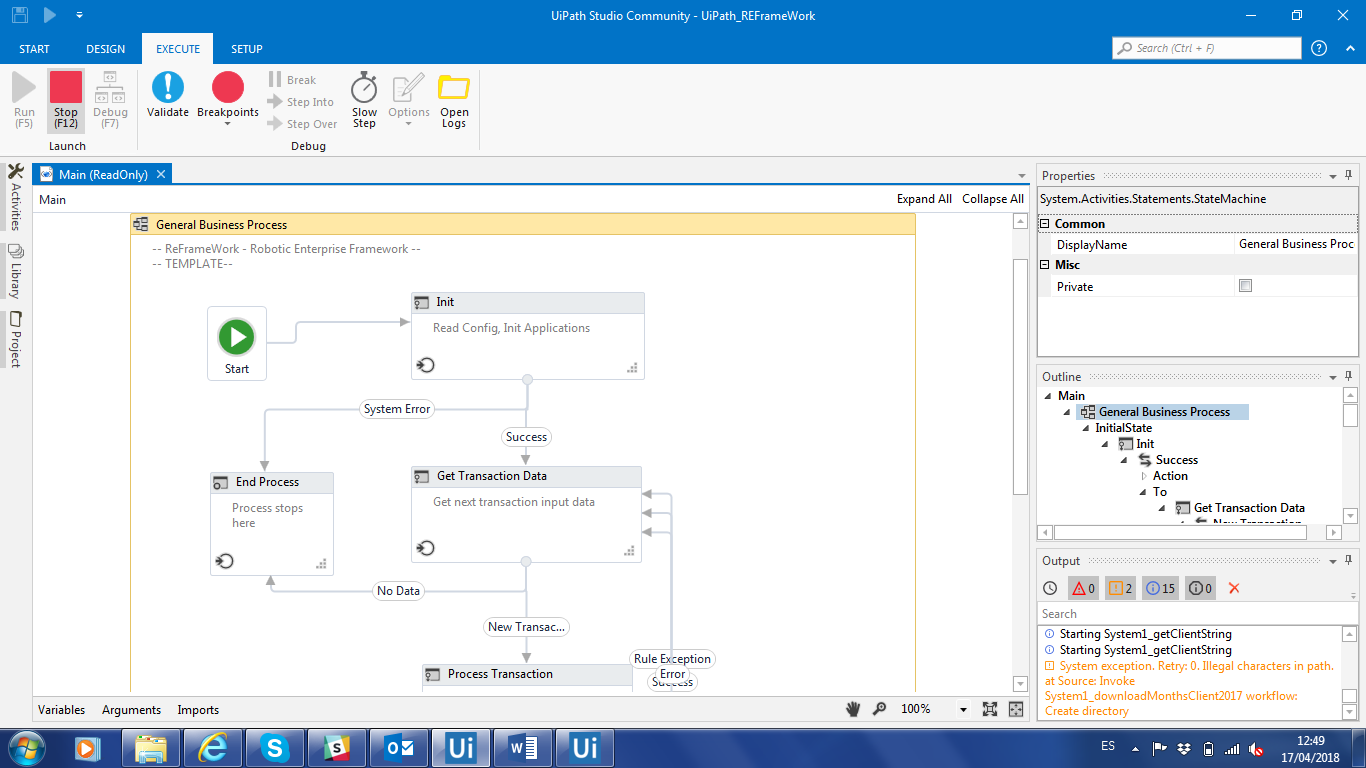 UiPath Studio Community - UiPath_REFrameWork
START DESIGN EXECUTE SETUP
Search (Ctrl + F)
Run (F5)
Stop (F12)
Debug (F7)
Launch
Validate
Breakpoints
Break
Step Into
Step Over
Slow Step
Options
Open Logs
Debug
Activities
Library
Project
Main (ReadOnly)
Main
Expand All Collapse All
General Business Process
-- ReFrameWork - Robotic Enterprise Framework --
-- TEMPLATE--
Start
Init
Read Config, Init Applications
System Error
Success
End Process
Process stops
here
Get Transaction Data
Get next transaction input data
No Data
New Transac...
Rule Exception
Error
Success
Process Transaction
Variables Arguments Imports
100%
Properties
System.Activities.Statements.StateMachine
Common
DisplayName General Business Proc
Misc
Private
Outline
Main
General Business Process
InitialState
Init
Success
Action
To
Get Transaction Data
New Transaction
Output
0 2 15 0
Search
Starting System1_getClientString
Starting System1_getClientString
System exception. Retry: 0. Illegal characters in path.
at Source: Invoke
System1_downloadMonthsClient2017 workflow:
Create directory
Ui
Ui
ES
12:49
17/04/2018